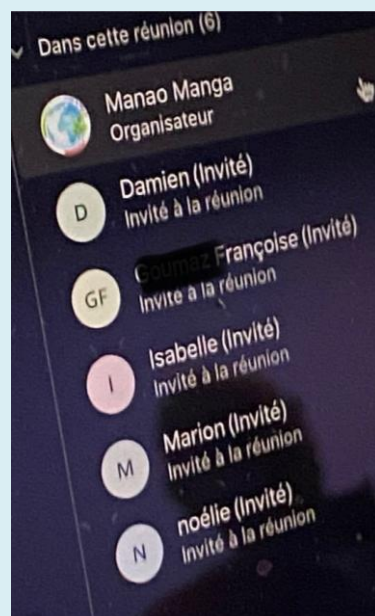 Dans cette réunion (6)
Manao Manga
Organisateur
D
Damien (Invité)
Invité à la réunion
GF
Françoise (Invité)
Invité à la réunion
I
Isabelle (Invité)
Invité à la réunion
M
Marion (Invité)
Invité à la réunion
N
noélie (Invité)
Invité à la réunion